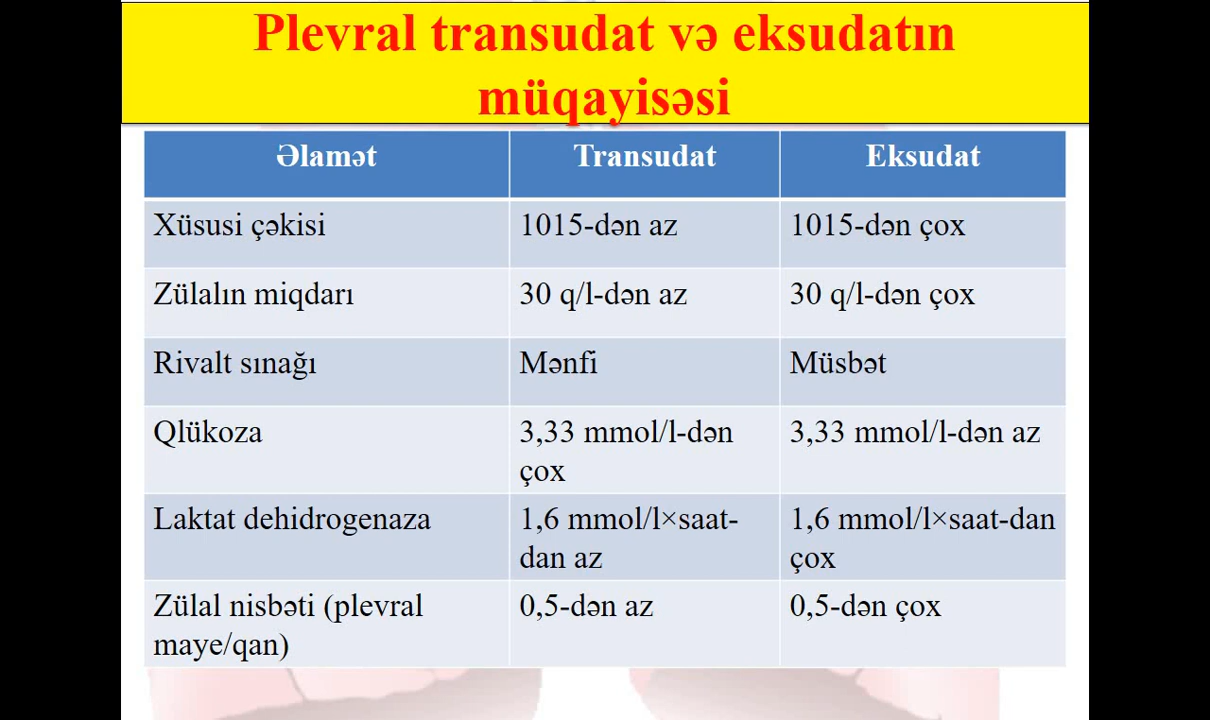 Plevral transudat və eksudatın
müqayisəsi
Əlamət Transudat Eksudat
Xüsusi çəkisi 1015-dən az 1015-dən çox
Zülalın miqdarı 30 q/l-dən az 30 q/l-dən çox
Rivalt sınağı Mənfi Müsbət
Qlükoza 3,33 mmol/l-dən 3,33 mmol/l-dən az
çox
Laktat dehidrogenaza 1,6 mmol/l×saat- 1,6 mmol/l×saat-dan
dan az çox
Zülal nisbəti (plevral 0,5-dən az 0,5-dən çox
maye/qan)